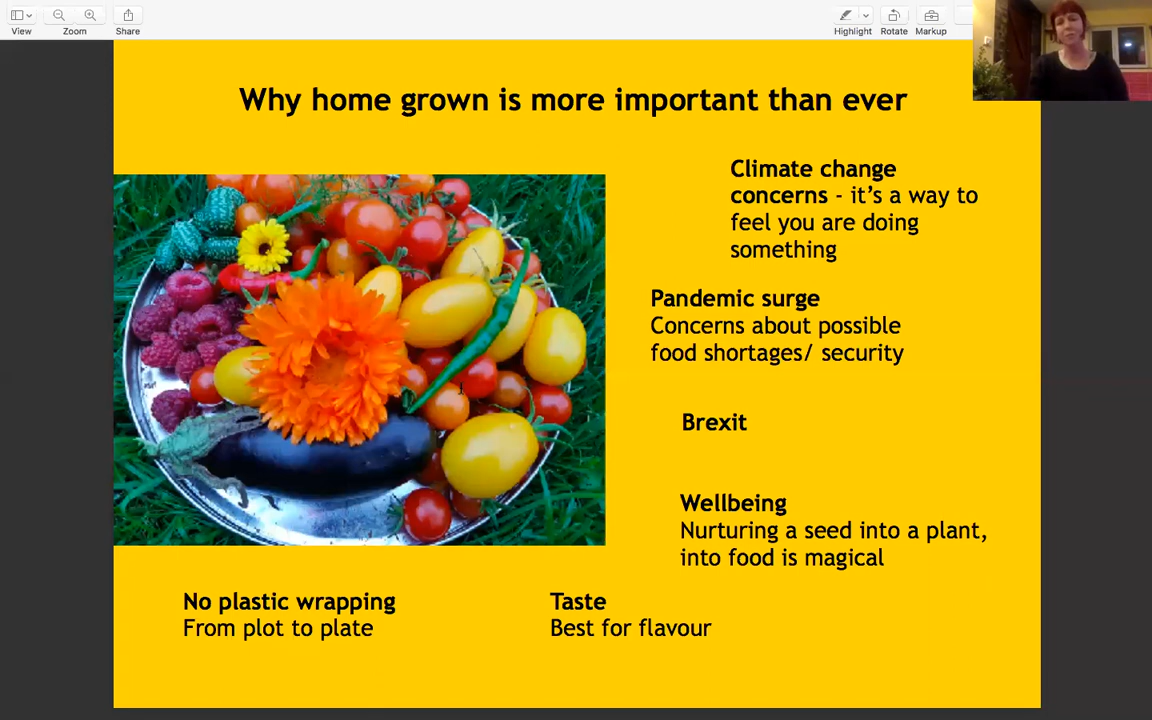 View
Zoom
Share
Highlight
Rotate
Markup
Why home grown is more important than ever
Climate change
concerns - it's a way to
feel you are doing
something
Pandemic surge
Concerns about possible
food shortages/ security
Brexit
Wellbeing
Nurturing a seed into a plant,
into food is magical
No plastic wrapping
From plot to plate
Taste
Best for flavour